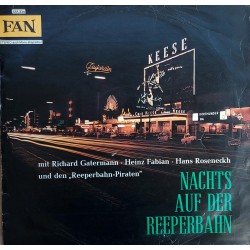 FAN
KEESE
mit Richard Gatermann · Heinz Fabian · Hans Roseneckh
und den „Reeperbahn-Piraten"
NACHTS
AUF DER
REEPERBAHN